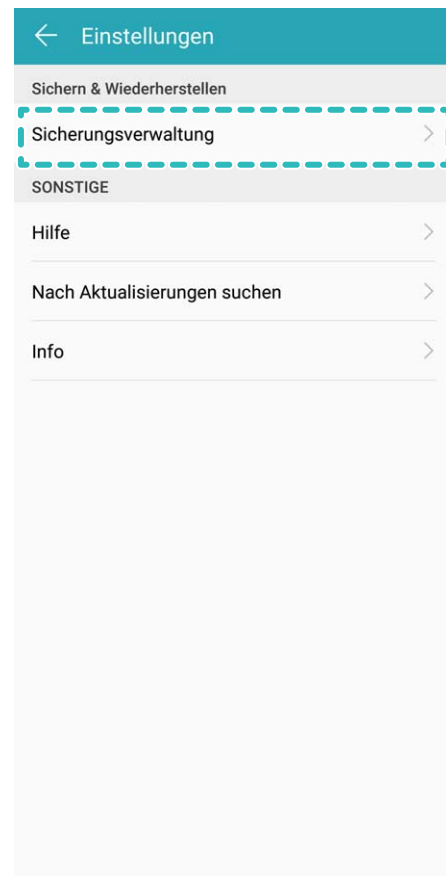 Einstellungen
Sichern & Wiederherstellen
Sicherungsverwaltung
SONSTIGE
Hilfe
Nach Aktualisierungen suchen
Info